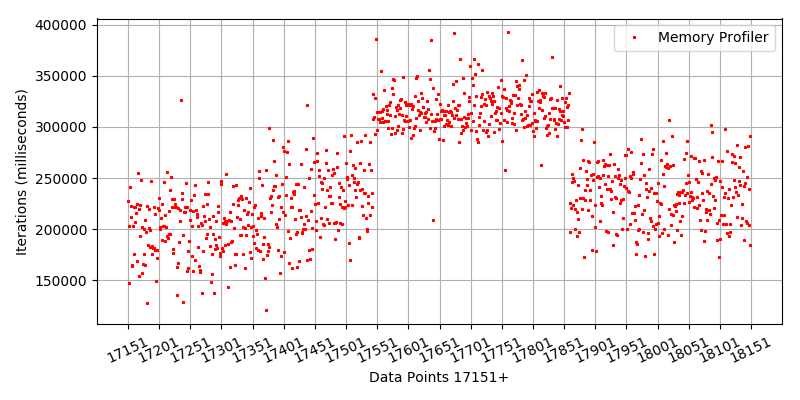 400000
350000
300000
250000
200000
150000
Iterations (milliseconds)
Memory Profiler
17151 17201 17251 17301 17351 17401 17451 17501 17551 17601 17651 17701 17751 17801 17851 17901 17951 18001 18051 18101 18151
Data Points 17151+